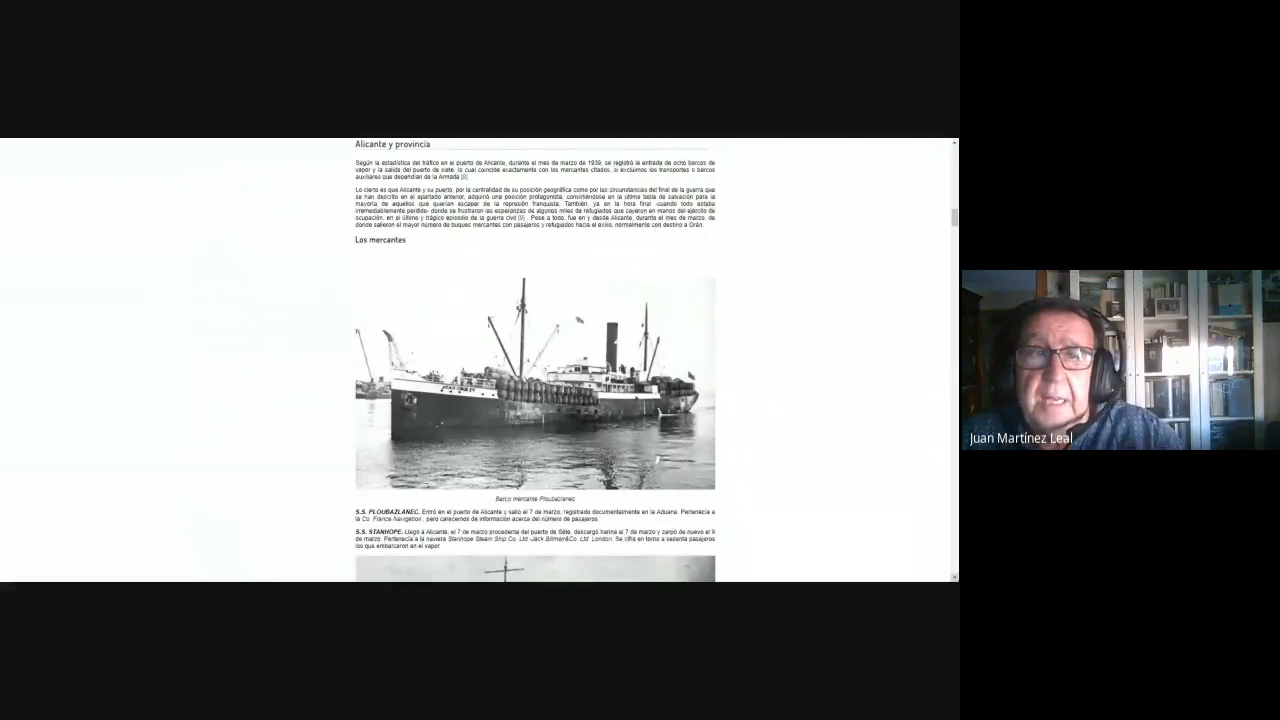 Alicante y provincia
Según la estadística del tráfico en el puerto de Alicante, durante el mes de marzo de 1939, se registró la entrada de ocho barcos de
vapor y la salida del puerto de siete, lo cual coincide exactamente con los mercantes citados, si excluimos los transportes o barcos
auxiliares que dependían de la Armada.[8]
Lo cierto es que Alicante y su puerto, por la centralidad de su posición geográfica como por las circunstancias del final de la guerra que
se han descrito en el apartado anterior, adquirió una posición protagonista, convirtiéndose en la última tabla de salvación para la
mayoría de aquellos que querían escapar de la represión franquista. También, ya en la hora final -cuando todo estaba
irremediablemente perdido- donde se frustraron las esperanzas de algunos miles de refugiados que cayeron en manos del ejército de
ocupación, en el último y trágico episodio de la guerra civil [9]. Pese a todo, fue en y desde Alicante, durante el mes de marzo, de
donde salieron el mayor número de buques mercantes con pasajeros y refugiados hacia el exilio, normalmente con destino a Orán.
Los mercantes
Barco mercante Ploubazlanec
S.S. PLOUBAZLANEC. Entró en el puerto de Alicante y salió el 7 de marzo, registrado documentalmente en la Aduana. Pertenecía a
la Co. France Navigation, pero carecemos de información acerca del número de pasajeros.
S.S. STANHOPE. Llegó a Alicante, el 7 de marzo procedente del puerto de Sète, descargó harina el 7 de marzo y zarpó de nuevo el 9
de marzo. Pertenecía a la naviera Stanhope Steam Ship Co. Ltd -Jack Billmer&Co. Ltd. London. Se cifra en torno a sesenta pasajeros
los que embarcaron en el vapor.
Juan Martínez Leal